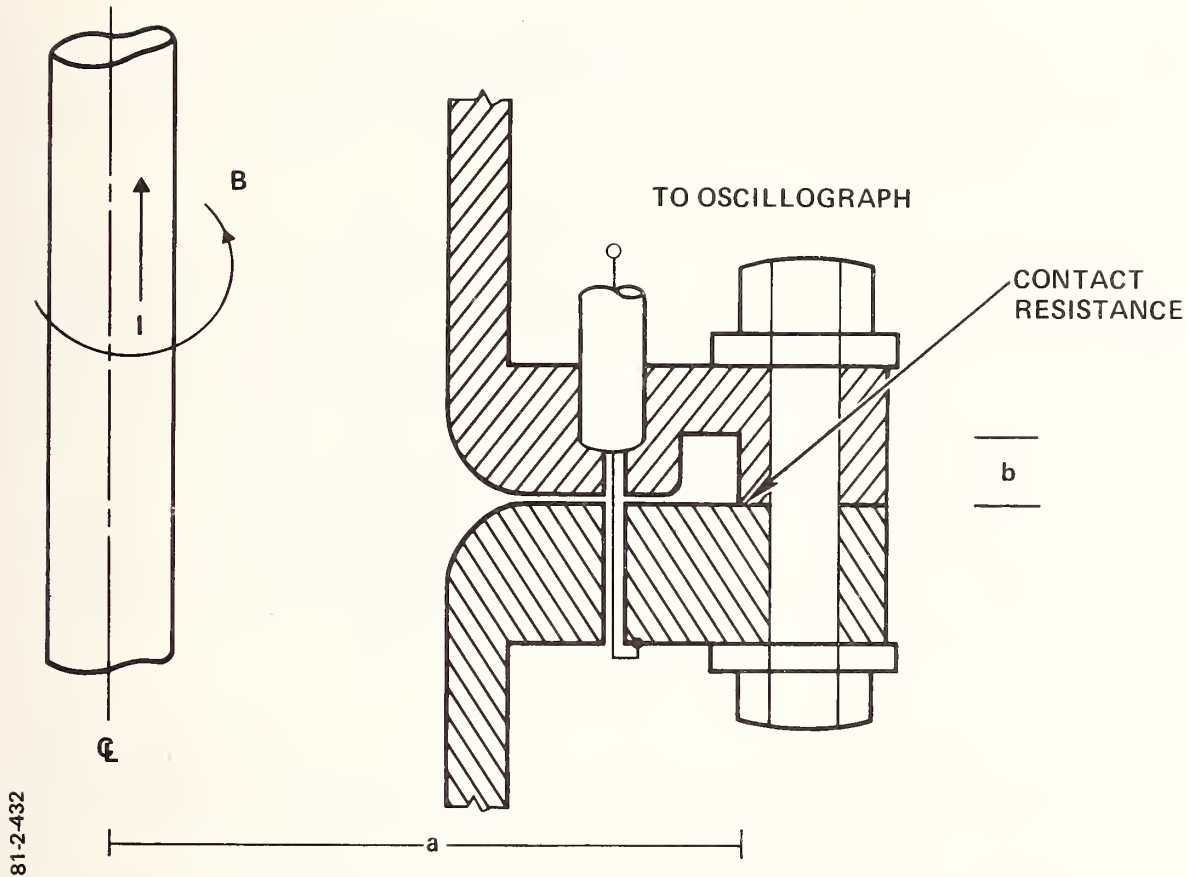 B
I
TO OSCILLOGRAPH
CONTACT
RESISTANCE
b
℄
a
81-2-432